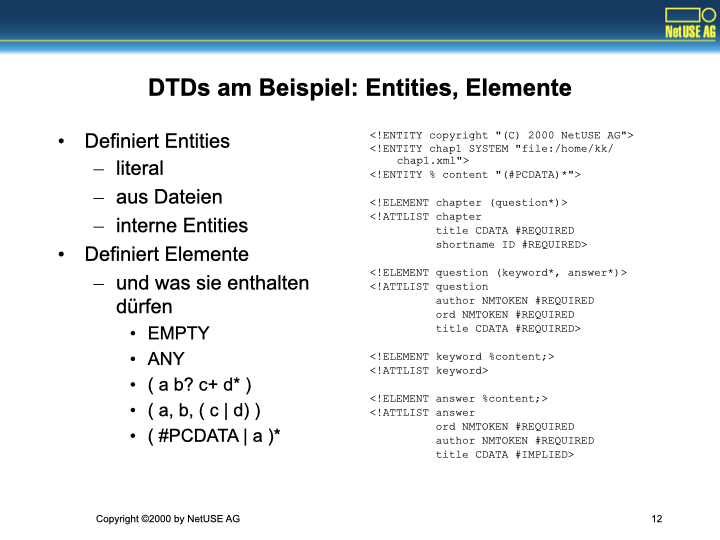 NetUSE AG
DTDs am Beispiel: Entities, Elemente
• Definiert Entities
– literal
– aus Dateien
– interne Entities
• Definiert Elemente
– und was sie enthalten
dürfen
• EMPTY
• ANY
• ( a b? c+ d* )
• ( a, b, ( c | d) )
• ( #PCDATA | a )*
<!ENTITY copyright "(C) 2000 NetUSE AG">
<!ENTITY chap1 SYSTEM "file:/home/kk/
chap1.xml">
<!ENTITY % content "(#PCDATA)*">
<!ELEMENT chapter (question*)>
<!ATTLIST chapter
title CDATA #REQUIRED
shortname ID #REQUIRED>
<!ELEMENT question (keyword*, answer*)>
<!ATTLIST question
author NMTOKEN #REQUIRED
ord NMTOKEN #REQUIRED
title CDATA #REQUIRED>
<!ELEMENT keyword %content;>
<!ATTLIST keyword>
<!ELEMENT answer %content;>
<!ATTLIST answer
ord NMTOKEN #REQUIRED
author NMTOKEN #REQUIRED
title CDATA #IMPLIED>
Copyright ©2000 by NetUSE AG
12